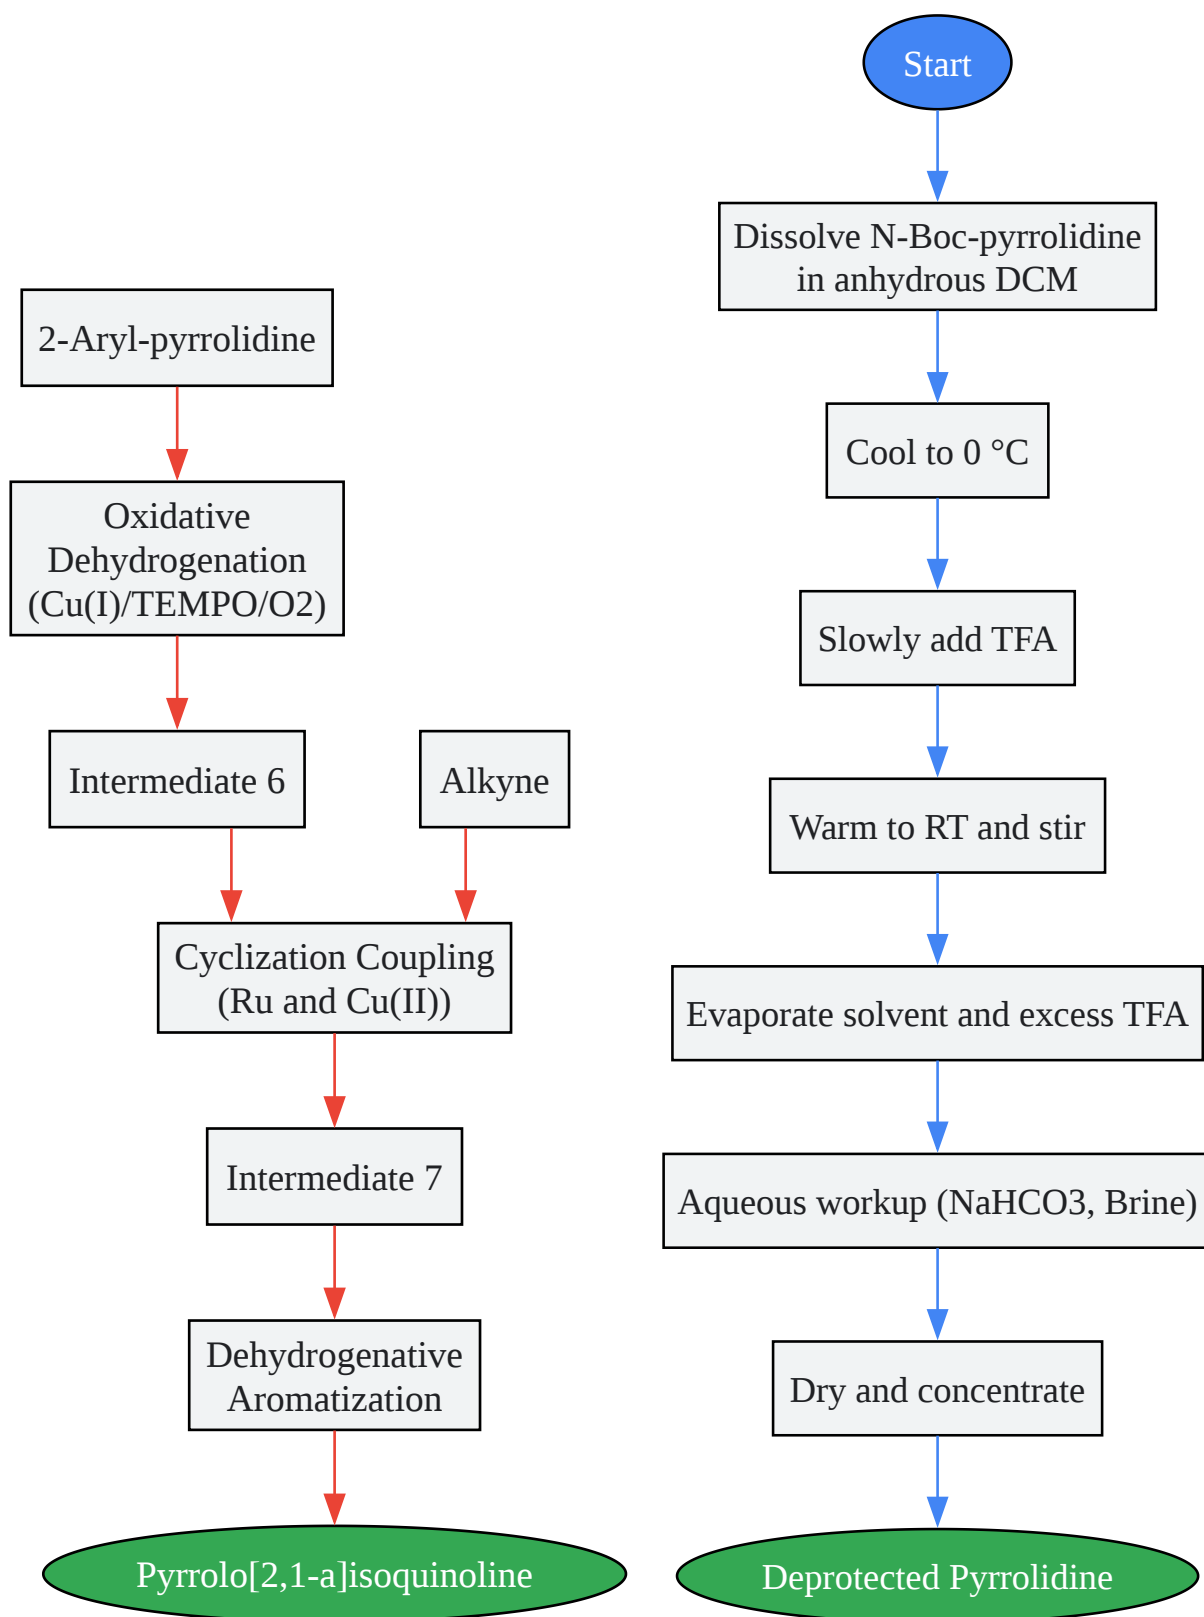 2-Aryl-pyrrolidine
Oxidative
Dehydrogenation
(Cu(I)/TEMPO/O2)
Intermediate 6
Alkyne
Cyclization Coupling
(Ru and Cu(II))
Intermediate 7
Dehydrogenative
Aromatization
Pyrrolo[2,1-a]isoquinoline
Start
Dissolve N-Boc-pyrrolidine
in anhydrous DCM
Cool to 0 °C
Slowly add TFA
Warm to RT and stir
Evaporate solvent and excess TFA
Aqueous workup (NaHCO3, Brine)
Dry and concentrate
Deprotected Pyrrolidine